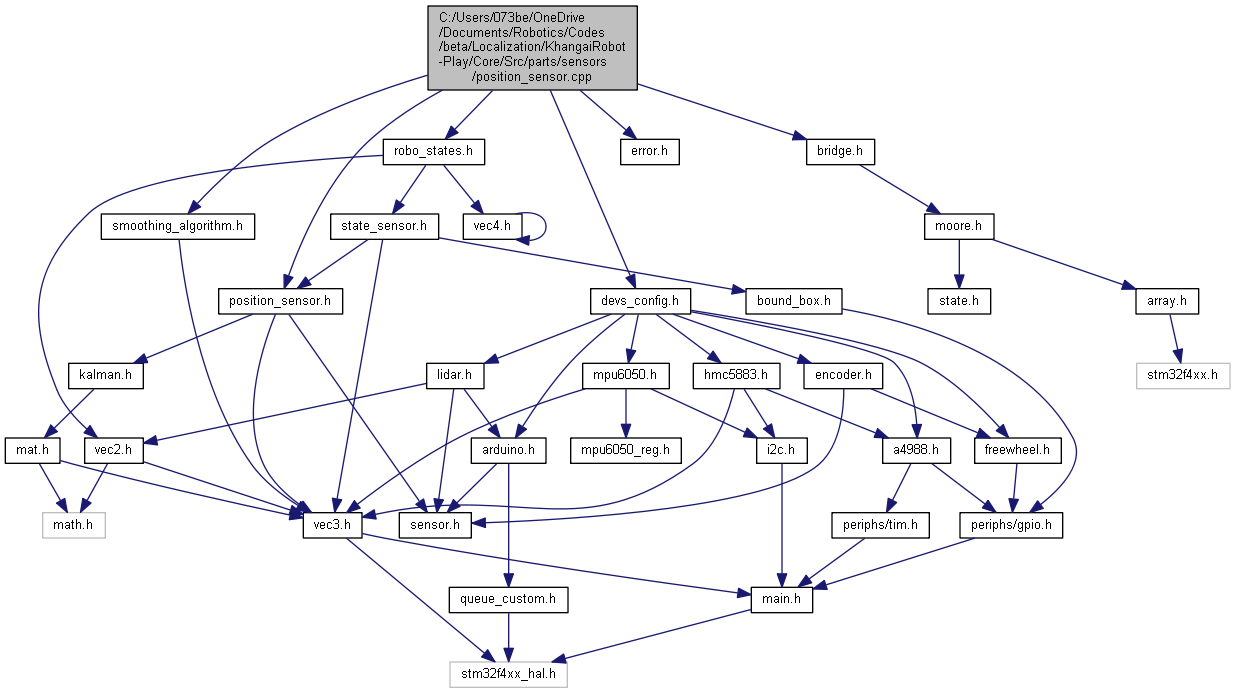 C:/Users/073be/OneDrive
/Documents/Robotics/Codes
/beta/Localization/KhangaiRobot
-Play/Core/Src/parts/sensors
/position_sensor.cpp
robo_states.h
error.h
bridge.h
smoothing_algorithm.h
state_sensor.h
vec4.h
moore.h
position_sensor.h
devs_config.h
bound_box.h
state.h
array.h
kalman.h
lidar.h
mpu6050.h
hmc5883.h
encoder.h
stm32f4xx.h
mat.h
vec2.h
arduino.h
mpu6050_reg.h
i2c.h
a4988.h
freewheel.h
math.h
vec3.h
sensor.h
periphs/tim.h
periphs/gpio.h
queue_custom.h
main.h
stm32f4xx_hal.h